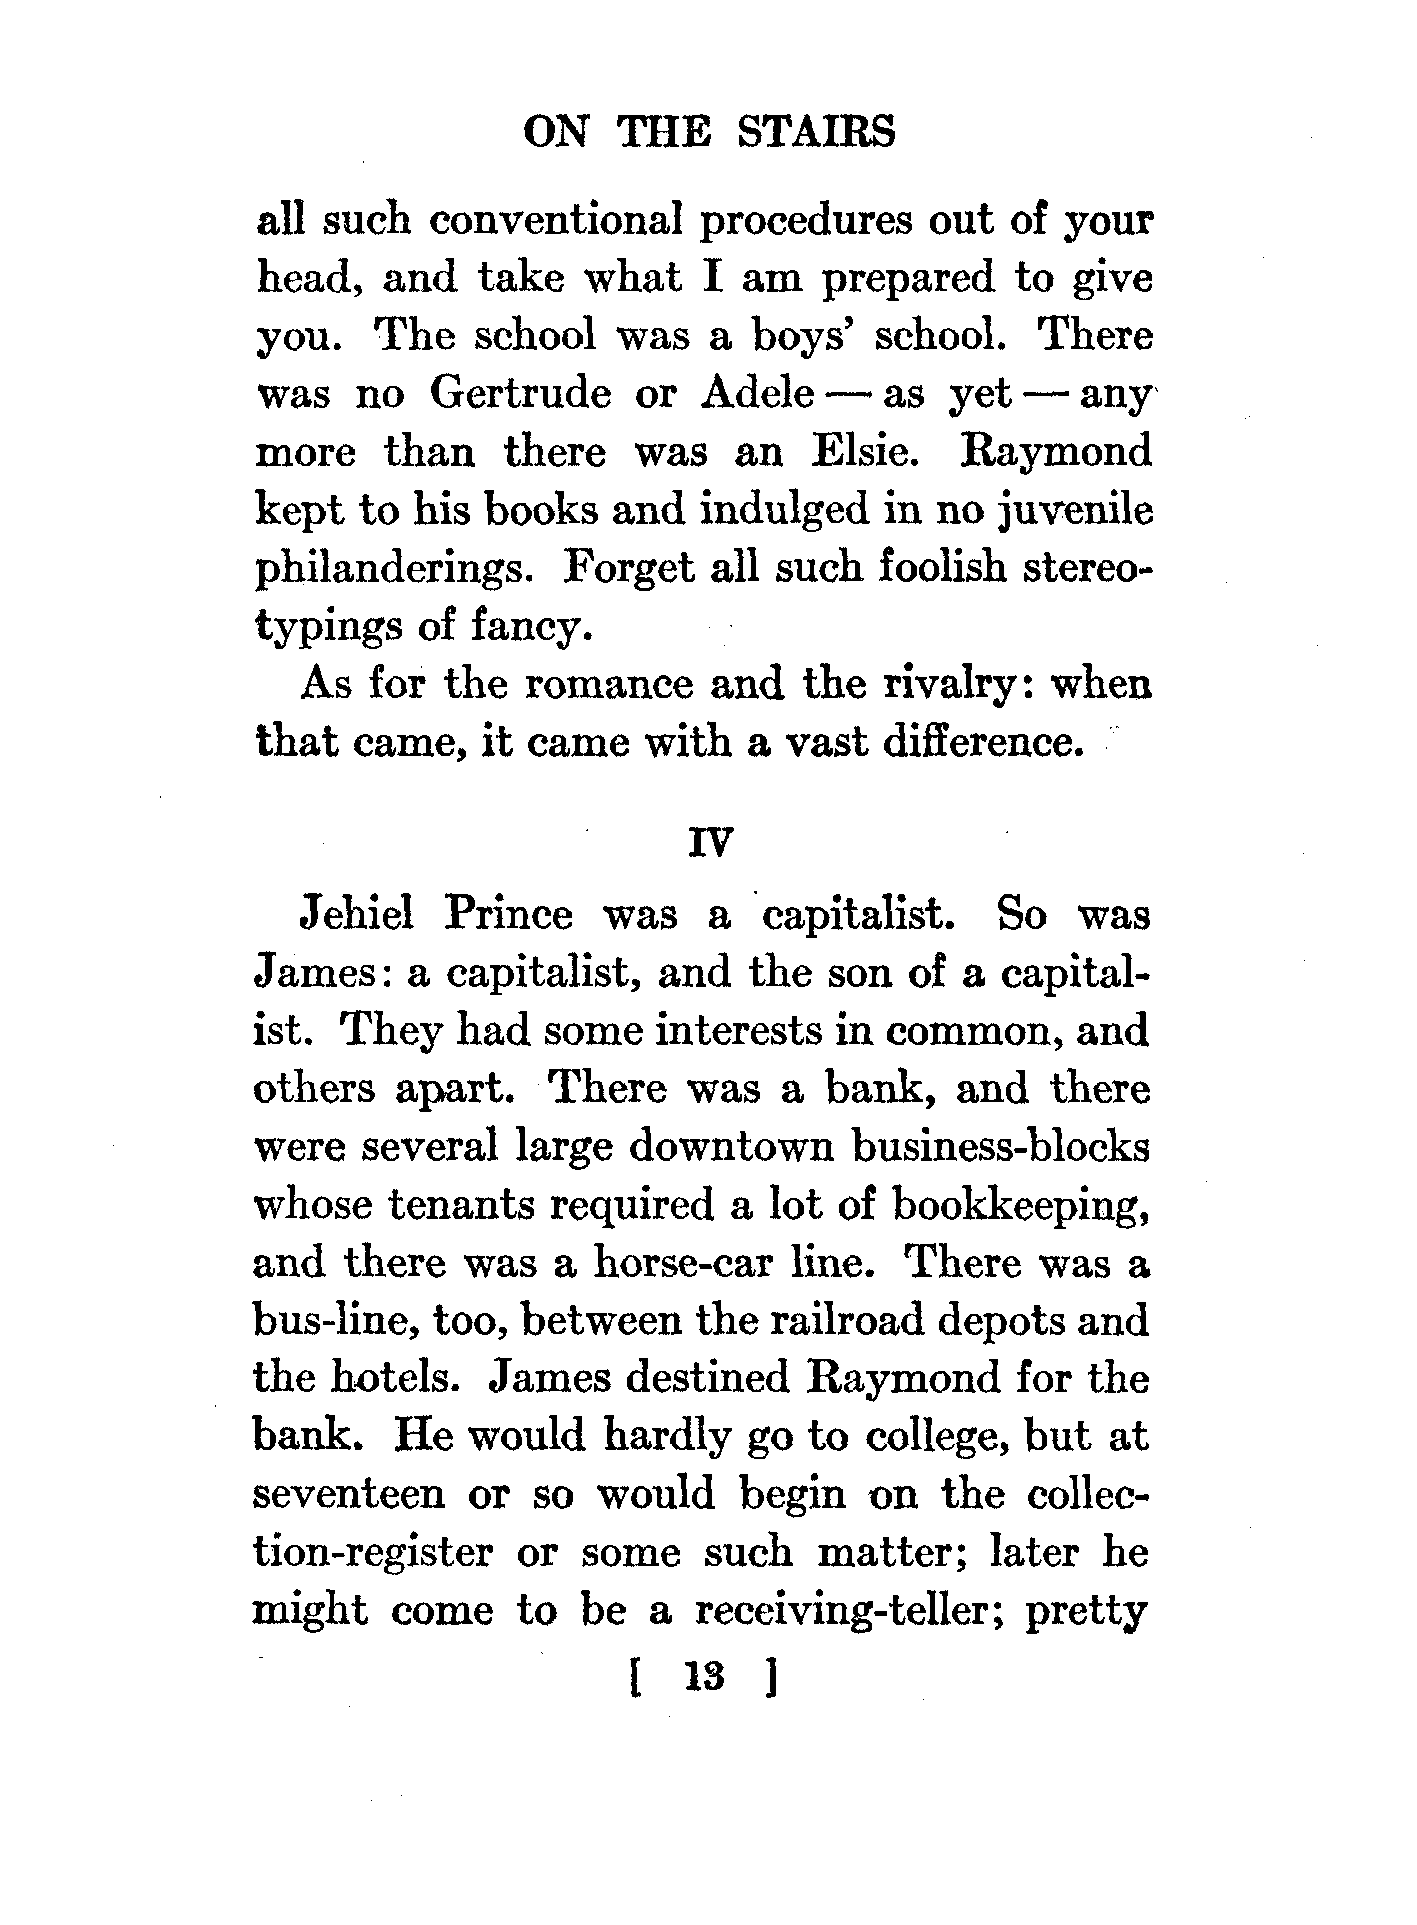 ON THE STAIRS
all such conventional procedures out of your
head, and take what I am prepared to give
you. The school was a boys' school. There
was no Gertrude or Adele — as yet — any
more than there was an Elsie. Raymond
kept to his books and indulged in no juvenile
philanderings. Forget all such foolish stereo-
typings of fancy.
As for the romance and the rivalry: when
that came, it came with a vast difference.
IV
Jehiel Prince was a capitalist. So was
James: a capitalist, and the son of a capital-
ist. They had some interests in common, and
others apart. There was a bank, and there
were several large downtown business-blocks
whose tenants required a lot of bookkeeping,
and there was a horse-car line. There was a
bus-line, too, between the railroad depots and
the hotels. James destined Raymond for the
bank. He would hardly go to college, but at
seventeen or so would begin on the collec-
tion-register or some such matter; later he
might come to be a receiving-teller; pretty
[ 13 ]